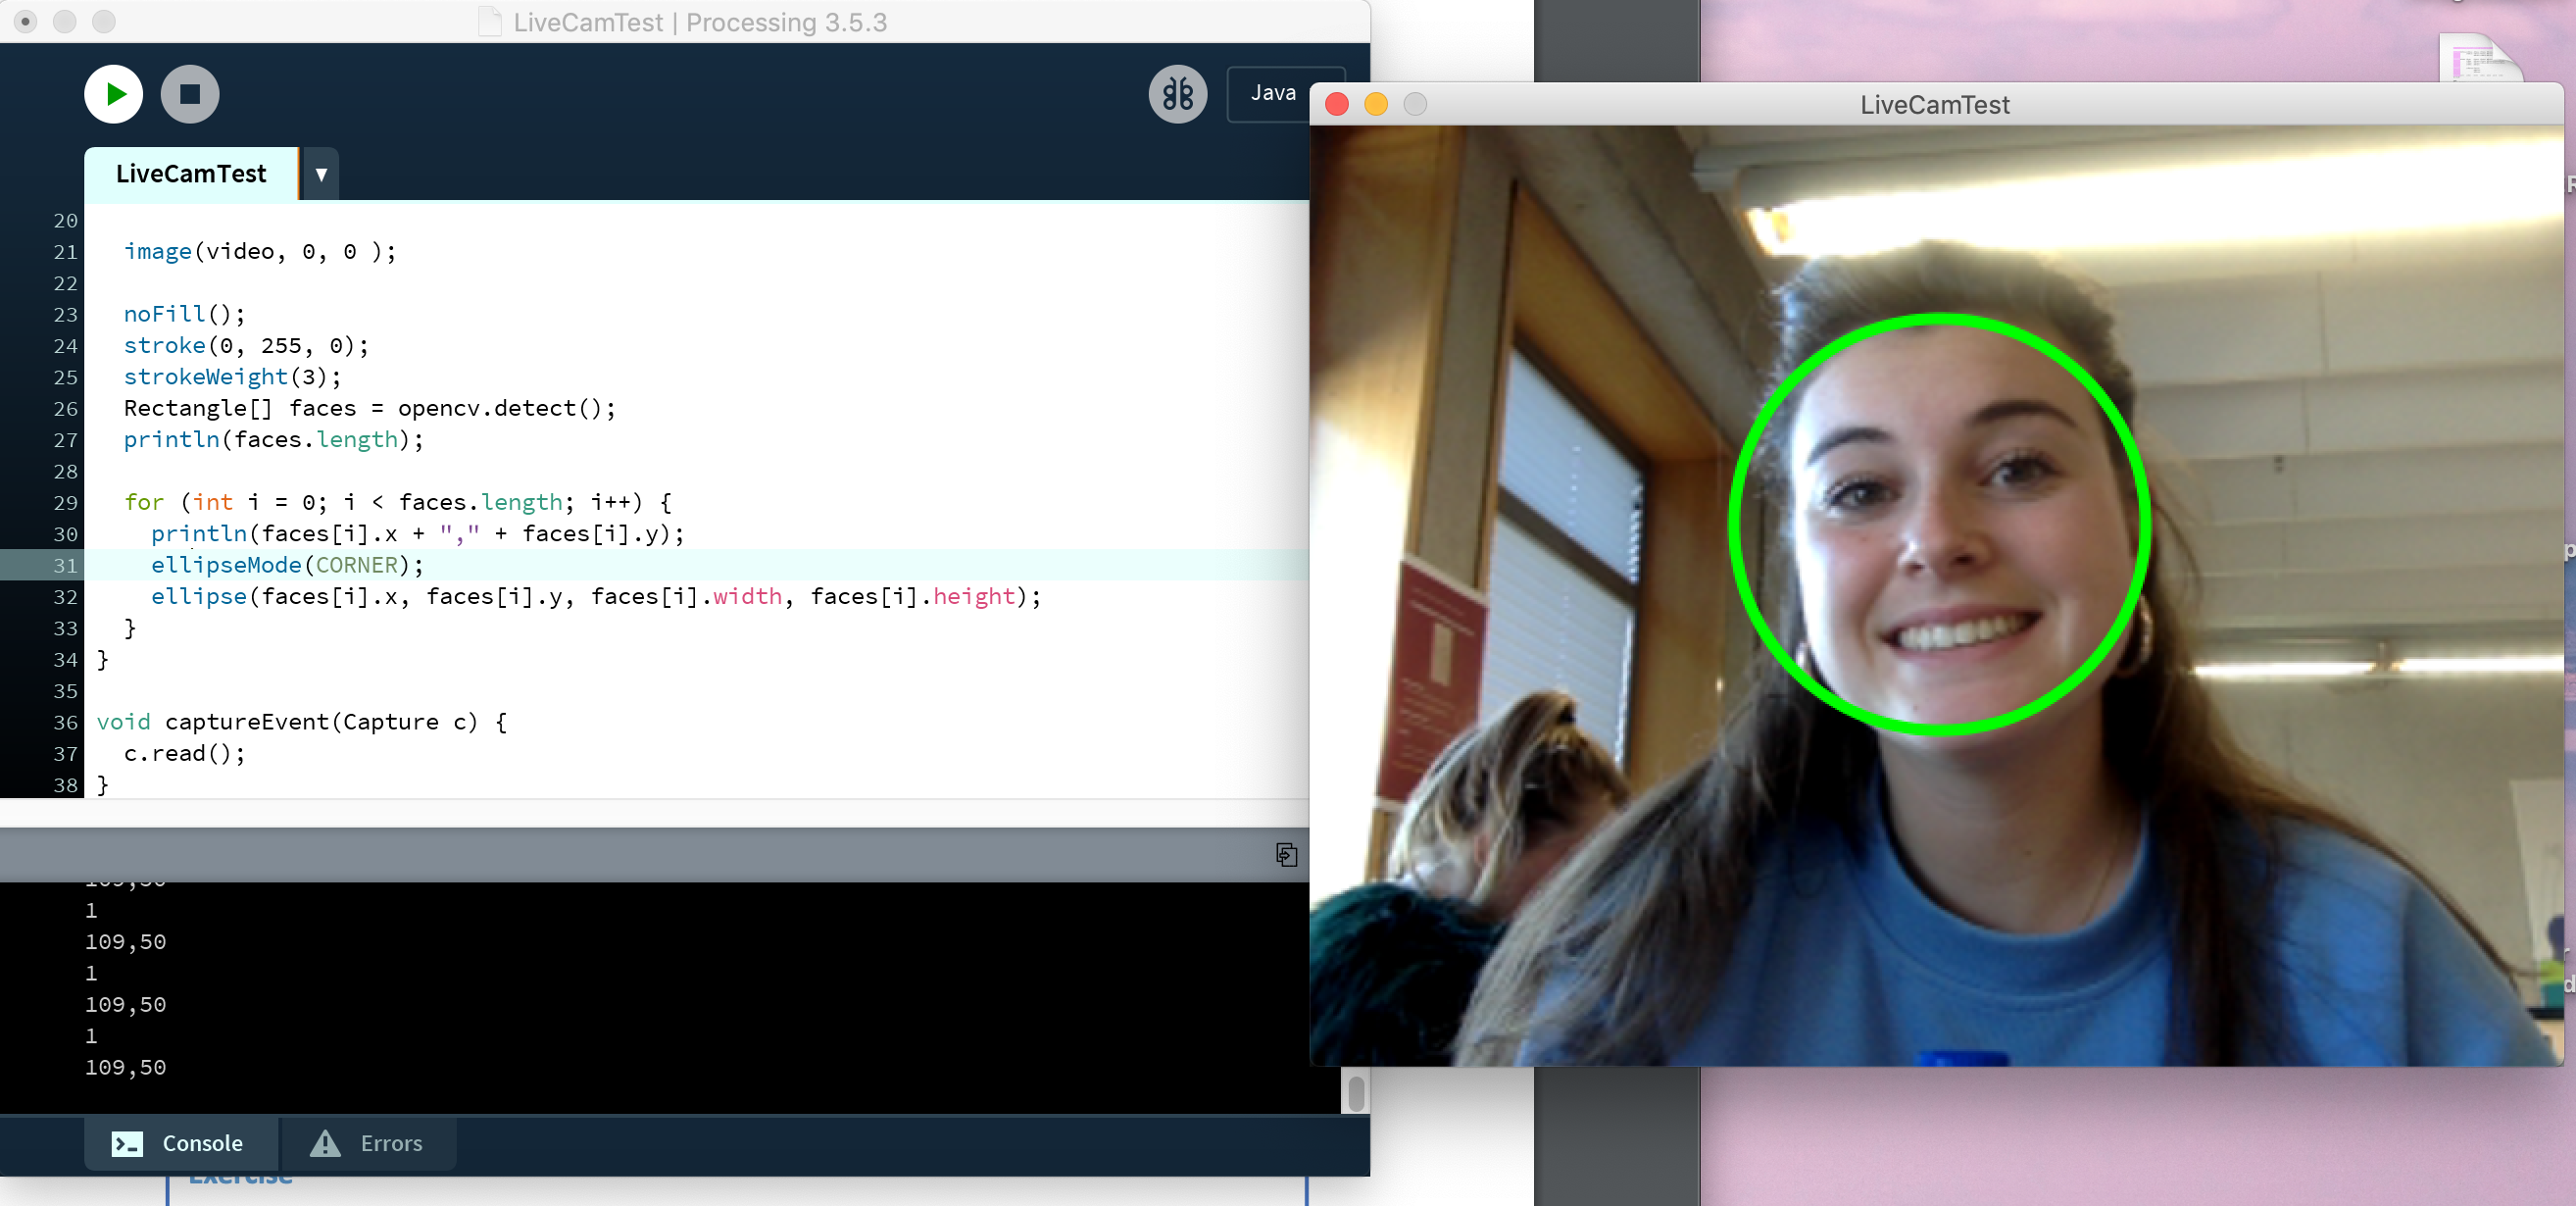 LiveCamTest | Processing 3.5.3
Java
LiveCamTest
20
21 image(video, 0, 0 );
22
23 noFill();
24 stroke(0, 255, 0);
25 strokeWeight(3);
26 Rectangle[] faces = opencv.detect();
27 println(faces.length);
28
29 for (int i = 0; i < faces.length; i++) {
30 println(faces[i].x + "," + faces[i].y);
31 ellipseMode(CORNER);
32 ellipse(faces[i].x, faces[i].y, faces[i].width, faces[i].height);
33 }
34 }
35
36 void captureEvent(Capture c) {
37 c.read();
38 }
109,50
1
109,50
1
109,50
1
109,50
Console
Errors
Exercise
LiveCamTest